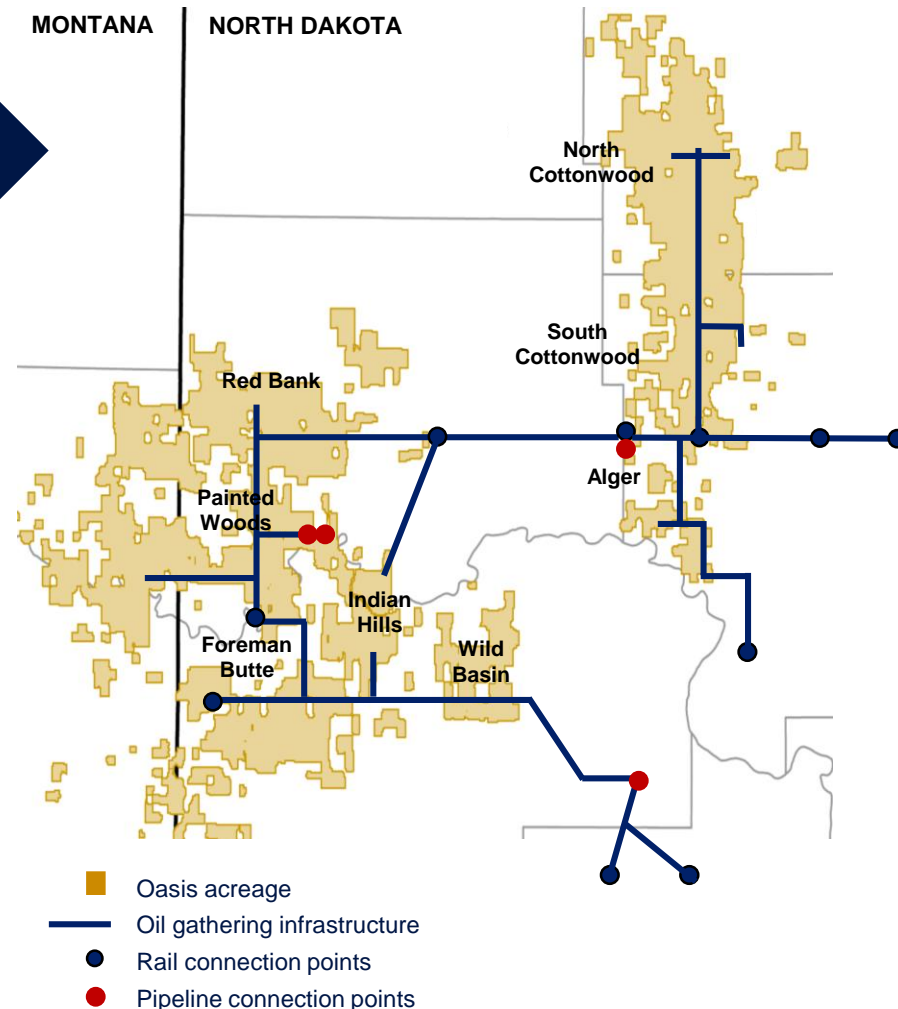 MONTANA
NORTH DAKOTA
North
Cottonwood
South
Cottonwood
Red Bank
Alger
Painted
Woods
Indian
Hills
Foreman
Butte
Wild
Basin
Oasis acreage
Oil gathering infrastructure
Rail connection points
Pipeline connection points